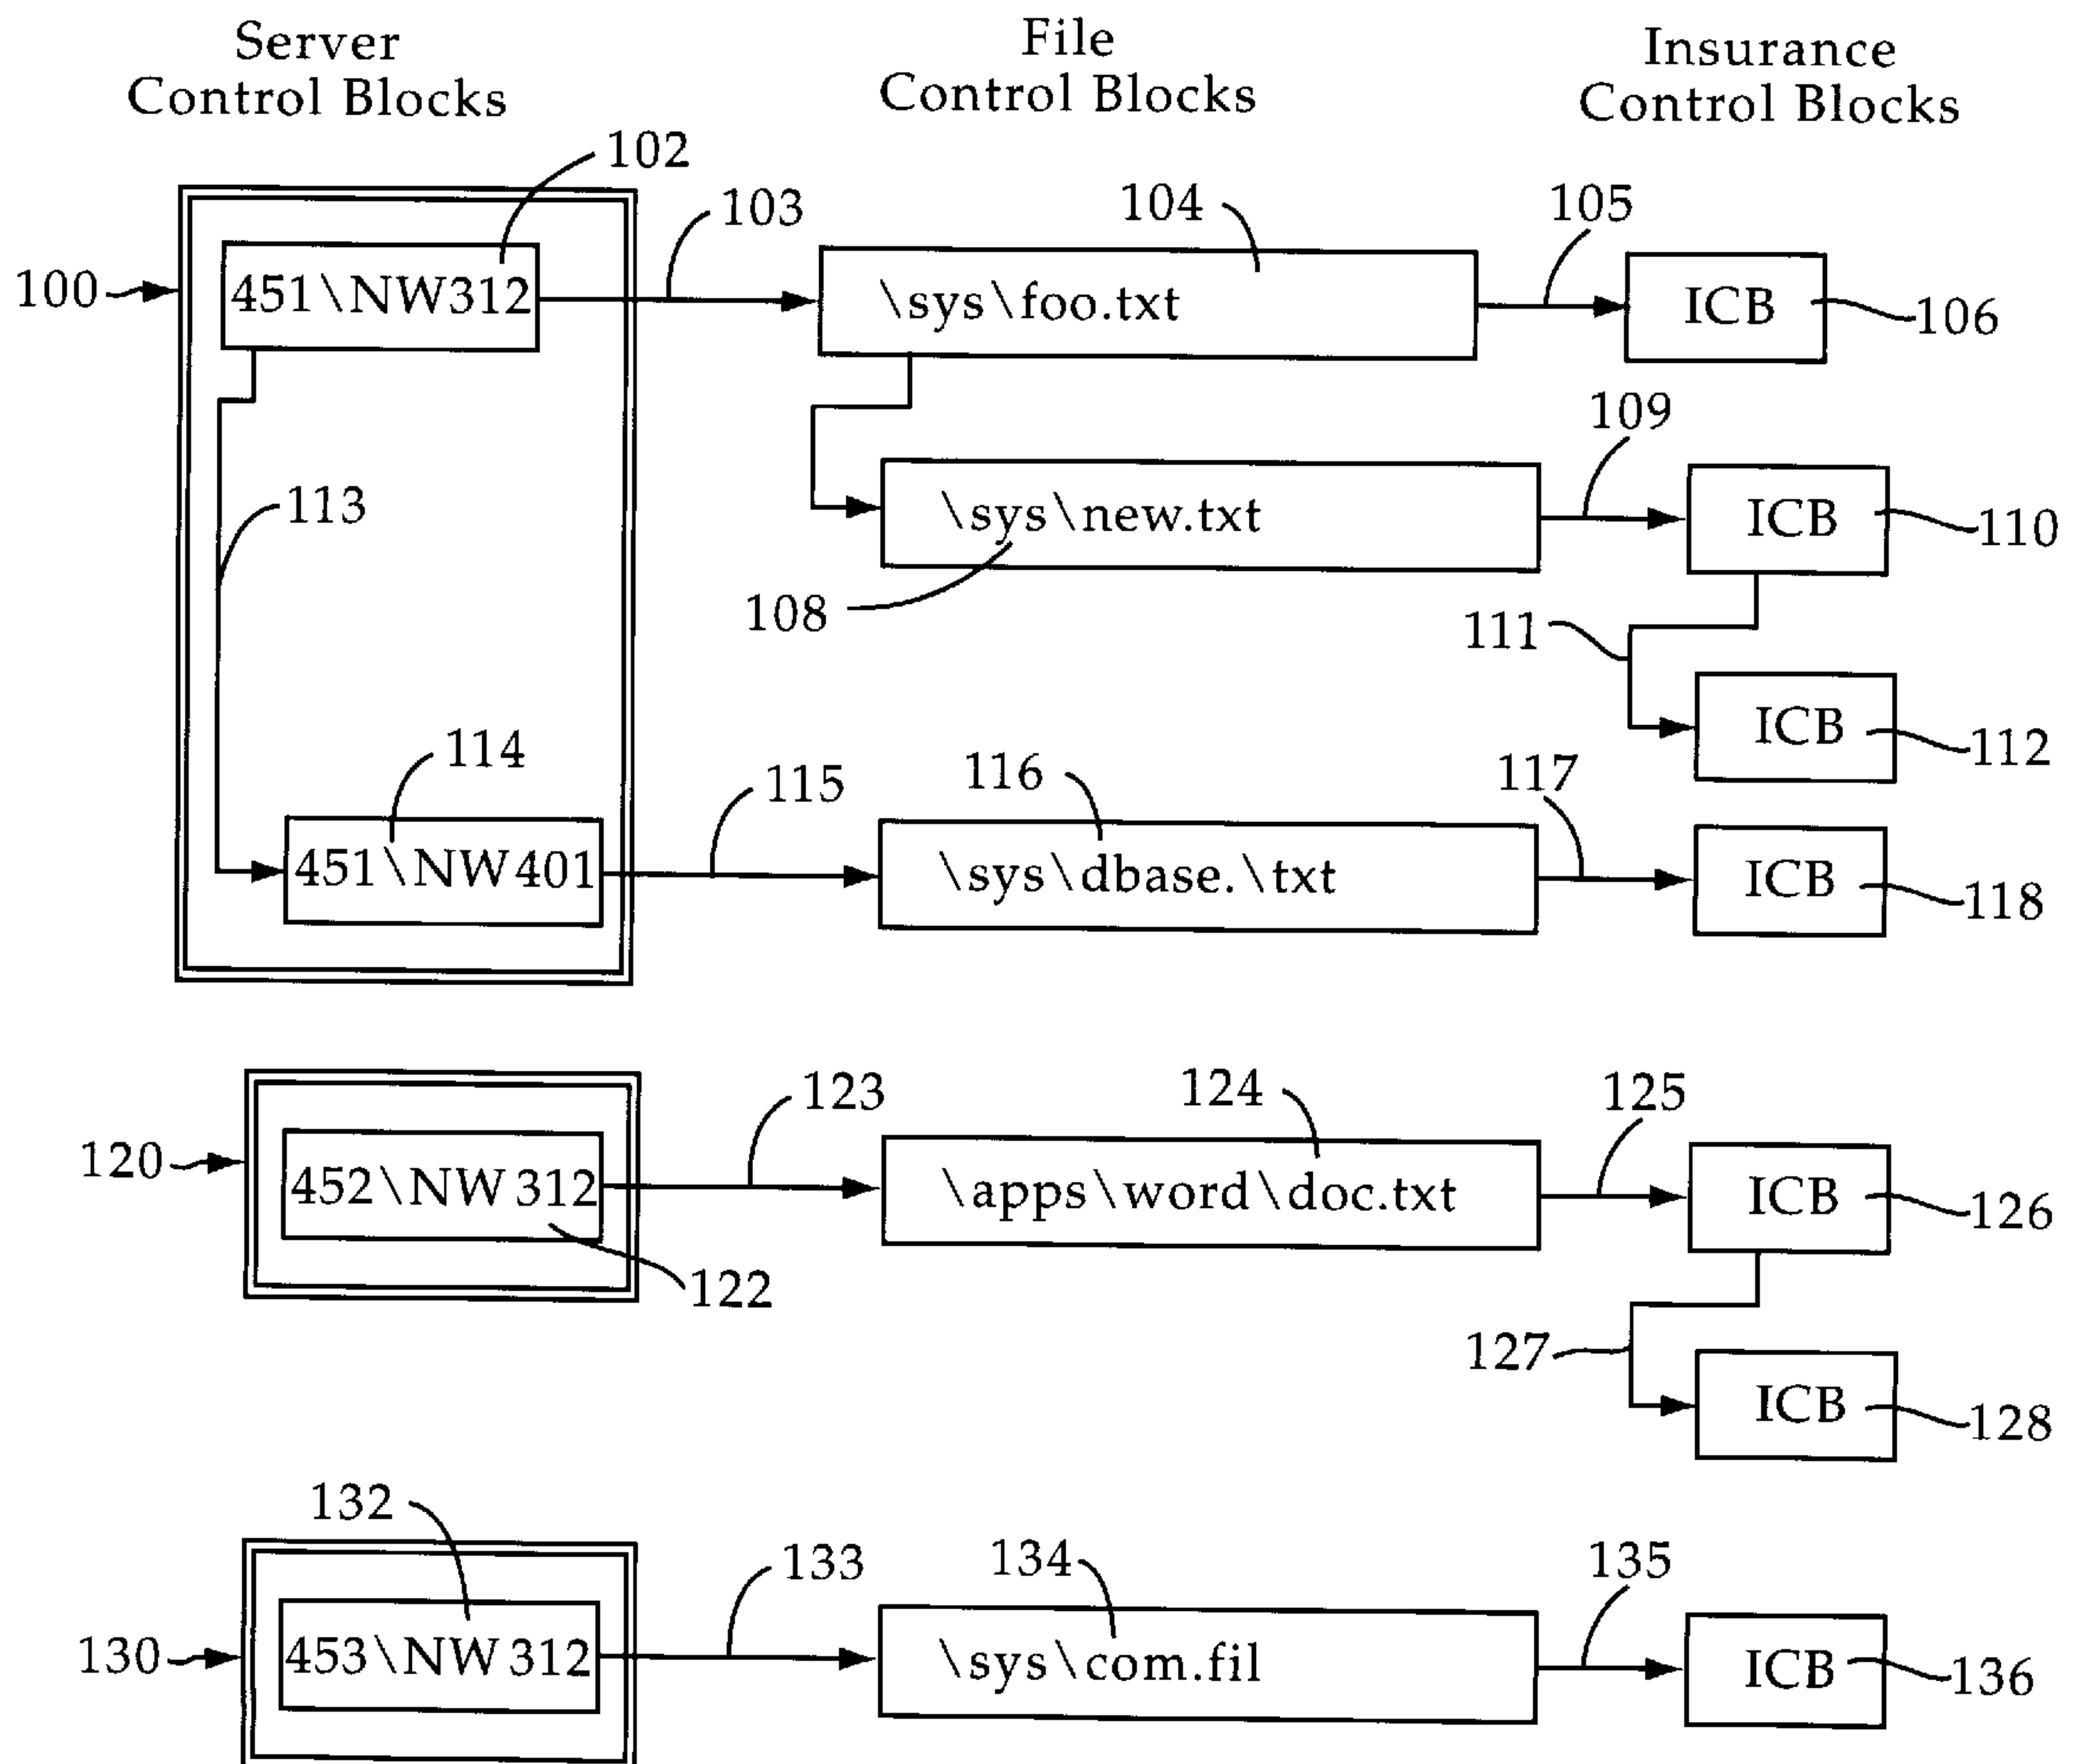 Server
Control Blocks
File
Control Blocks
Insurance
Control Blocks
102
103
104
105
100
451\NW312
\sys\foo.txt
ICB
106
109
113
\sys\new.txt
ICB
110
108
111
114
115
116
117
ICB
112
451\NW401
\sys\dbase.\txt
ICB
118
123
124
125
120
452\NW312
\apps\word\doc.txt
ICB
126
122
127
ICB
128
132
133
134
135
130
453\NW312
\sys\com.fil
ICB
136